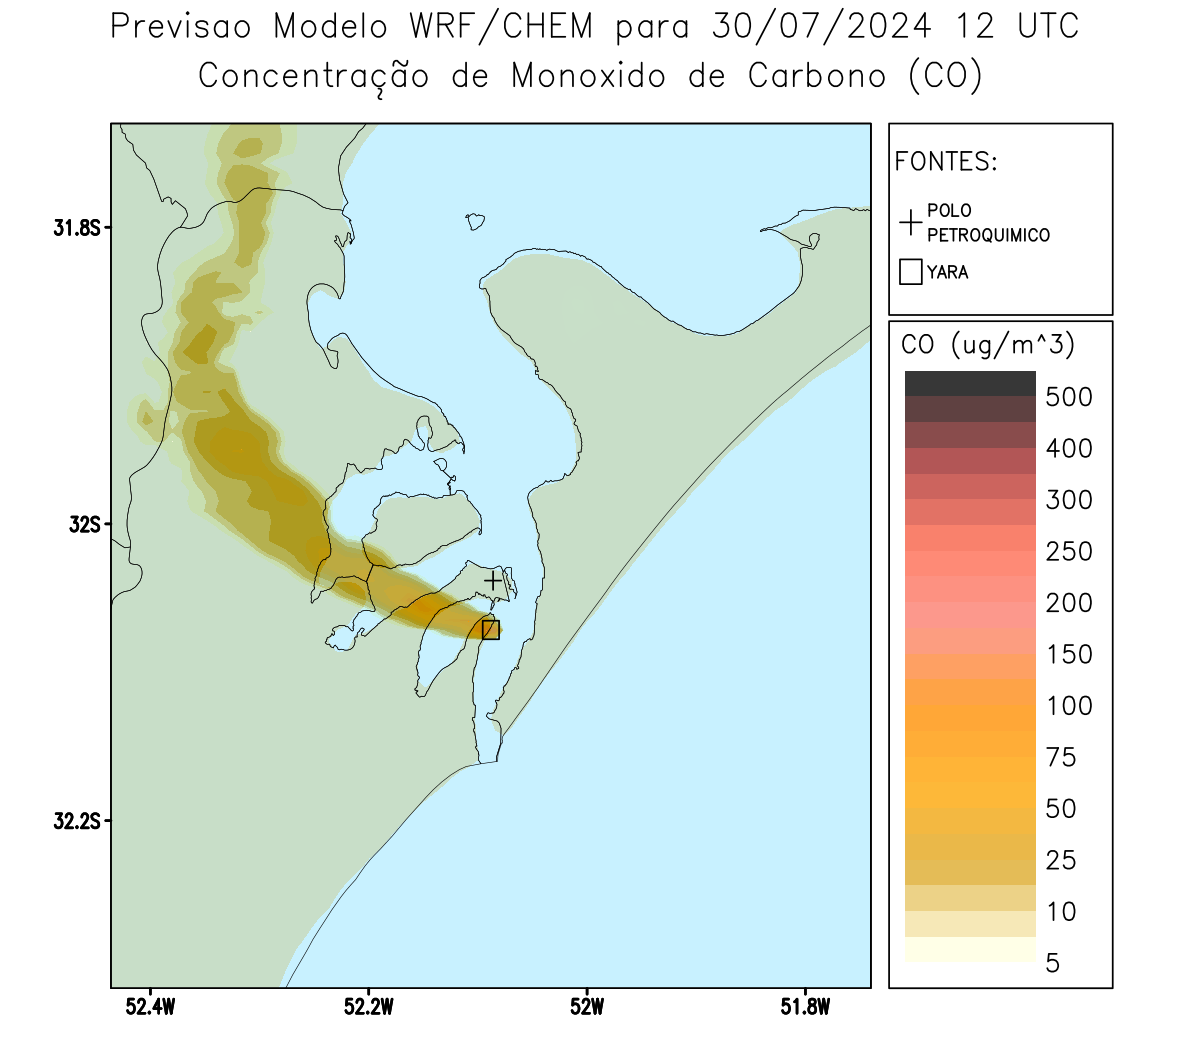 Previsao Modelo WRF/CHEM para 30/07/2024 12 UTC
Concentração de Monoxido de Carbono (CO)
FONTES:
POLO
PETROQUIMICO
YARA
CO (ug/m^3)
500
400
300
250
200
150
100
75
50
25
10
5
31.8S
32S
32.2S
52.4W 52.2W 52W 51.8W